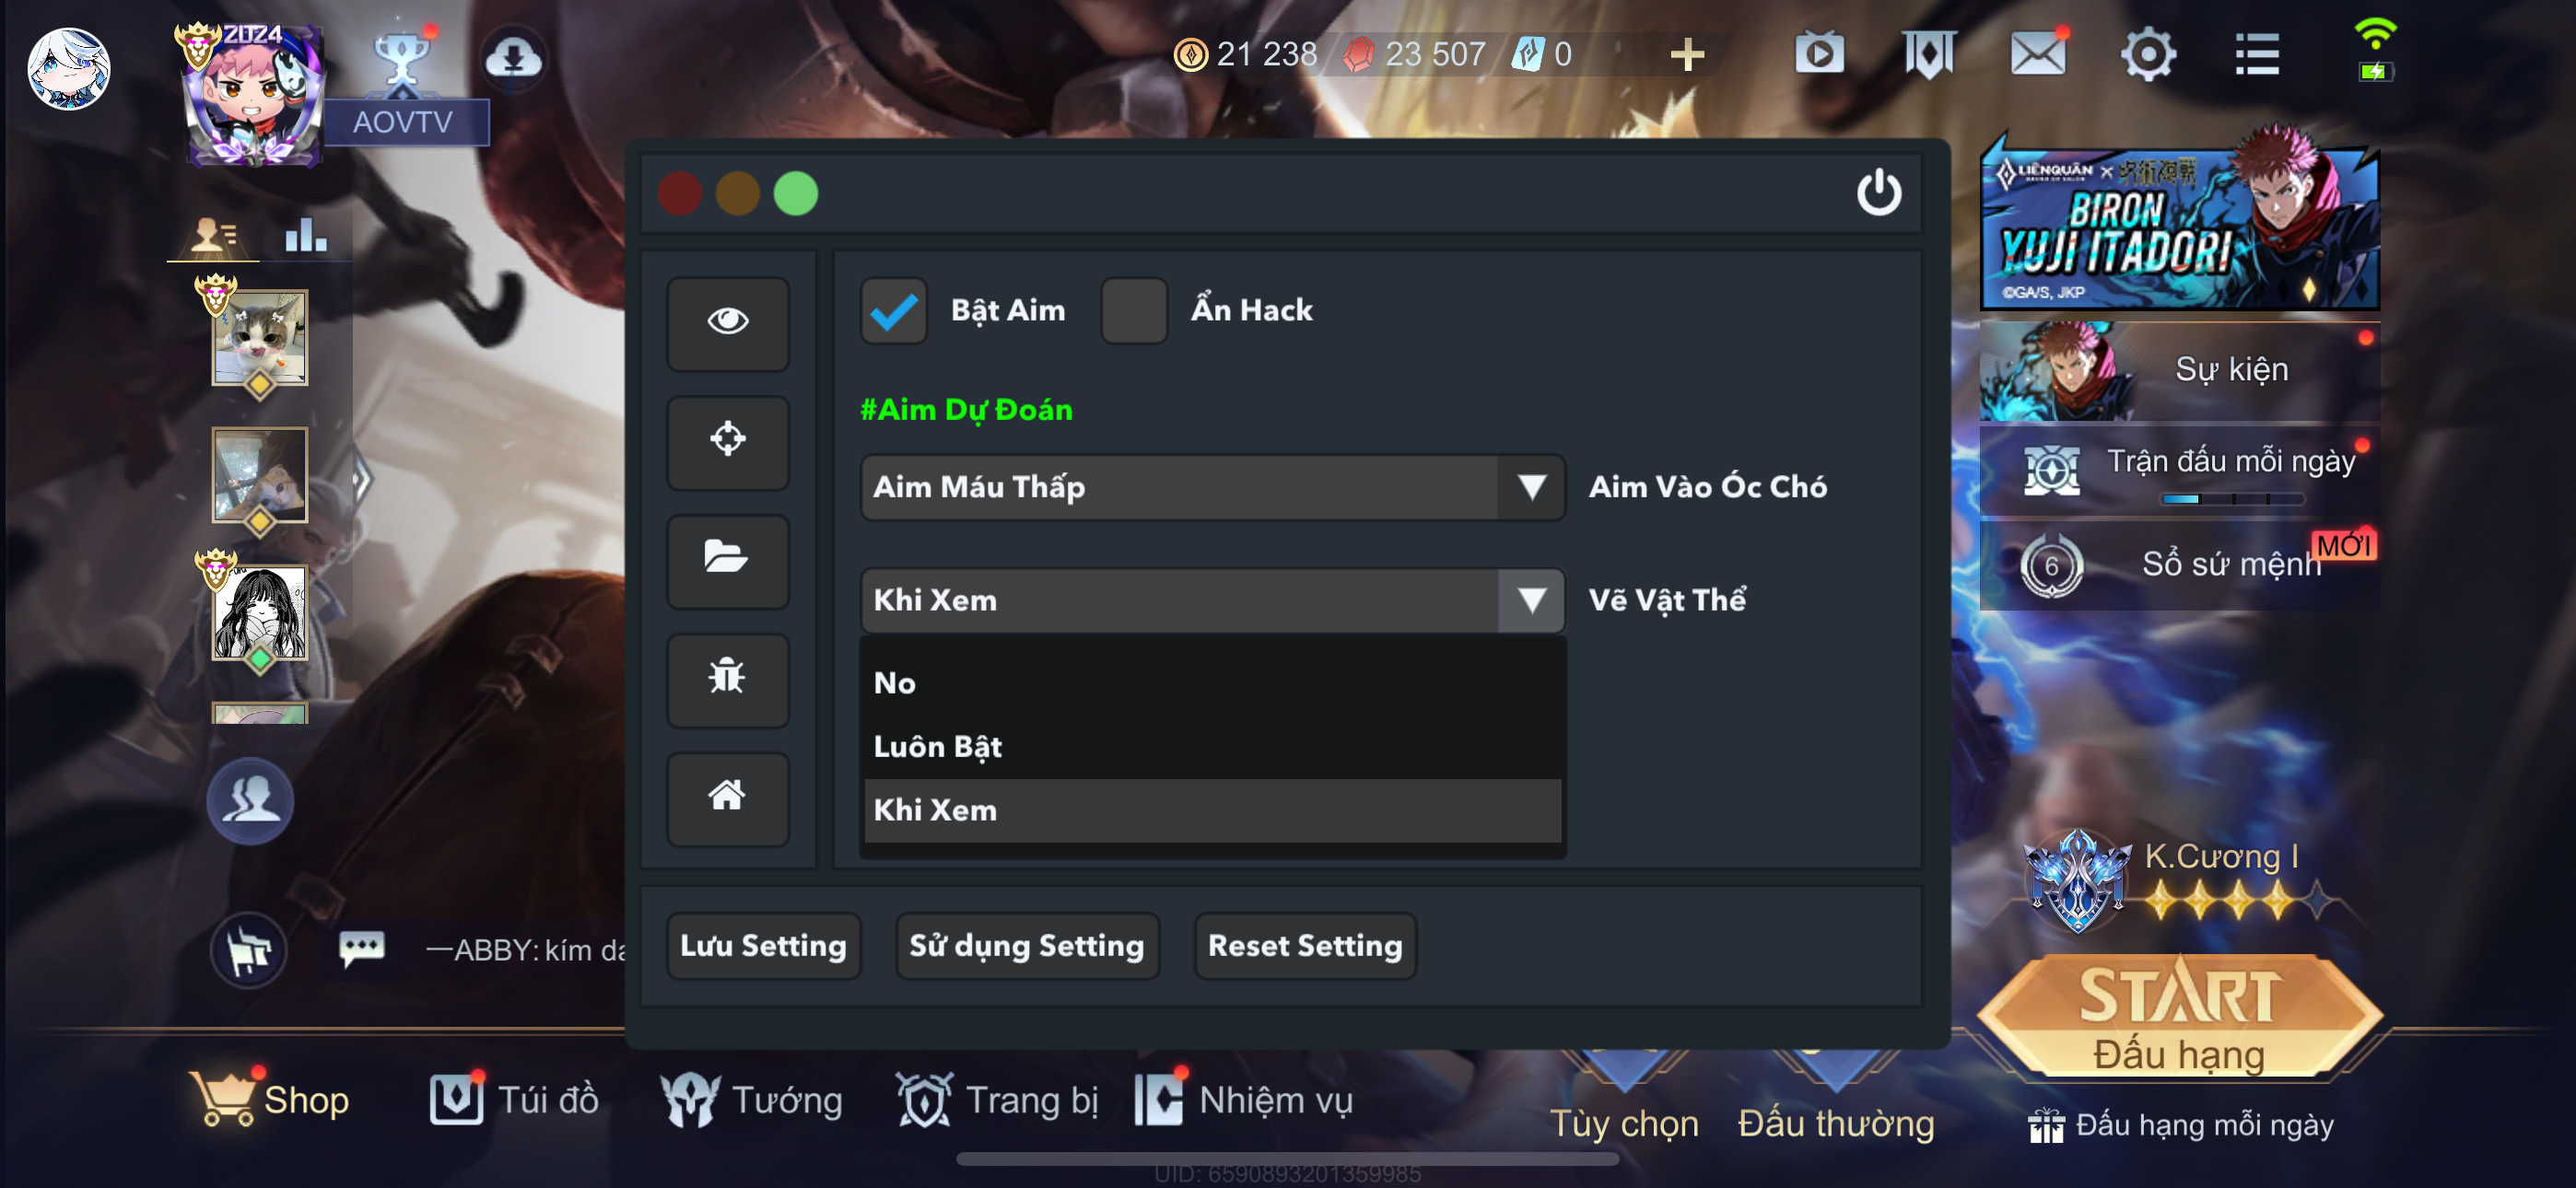 21 238
23 507
0
AOVTV
LIÊNQUÂN × 呪術廻戦
BIRON
YUJI ITADORI
©GA/S, JKP
Bật Aim
Ẩn Hack
#Aim Dự Đoán
Aim Máu Thấp
Aim Vào Óc Chó
Khi Xem
Vẽ Vật Thể
No
Luôn Bật
Khi Xem
Lưu Setting
Sử dụng Setting
Reset Setting
Sự kiện
Trận đấu mỗi ngày
MỚI
6
Sổ sứ mệnh
K.Cương I
START
Đấu hạng
ABBY: kím
Shop
Túi đồ
Tướng
Trang bị
Nhiệm vụ
Tùy chọn
Đấu thường
Đấu hạng mỗi ngày
UID: 6590893201359985